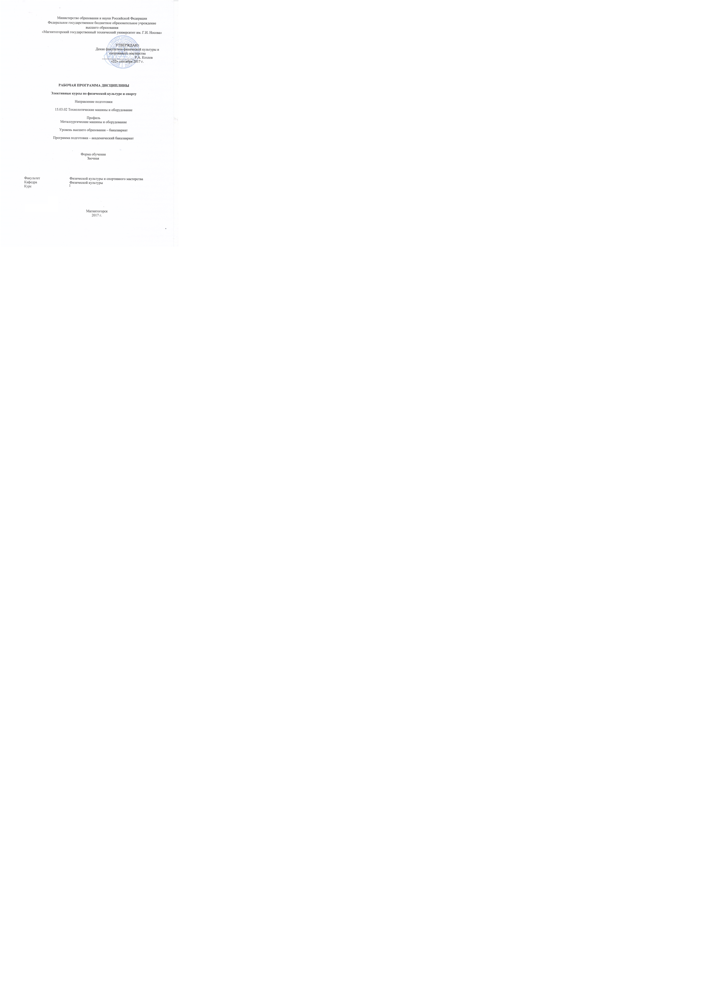 Министерство образования и науки Российской Федерации
Федеральное государственное бюджетное образовательное учреждение
высшего образования
«Магнитогорский государственный технический университет им. Г.И. Носова»
УТВЕРЖДАЮ:
Декан факультета физической культуры и
спортивного мастерства
Р.А. Козлов
«22» сентября 2017 г.
РАБОЧАЯ ПРОГРАММА ДИСЦИПЛИНЫ
Элективные курсы по физической культуре и спорту
Направление подготовки
15.03.02 Технологические машины и оборудование
Профиль
Металлургические машины и оборудование
Уровень высшего образования – бакалавриат
Программа подготовки – академический бакалавриат
Форма обучения
Заочная
Факультет Физической культуры и спортивного мастерства
Кафедра Физической культуры
Курс 1
Магнитогорск
2017 г.